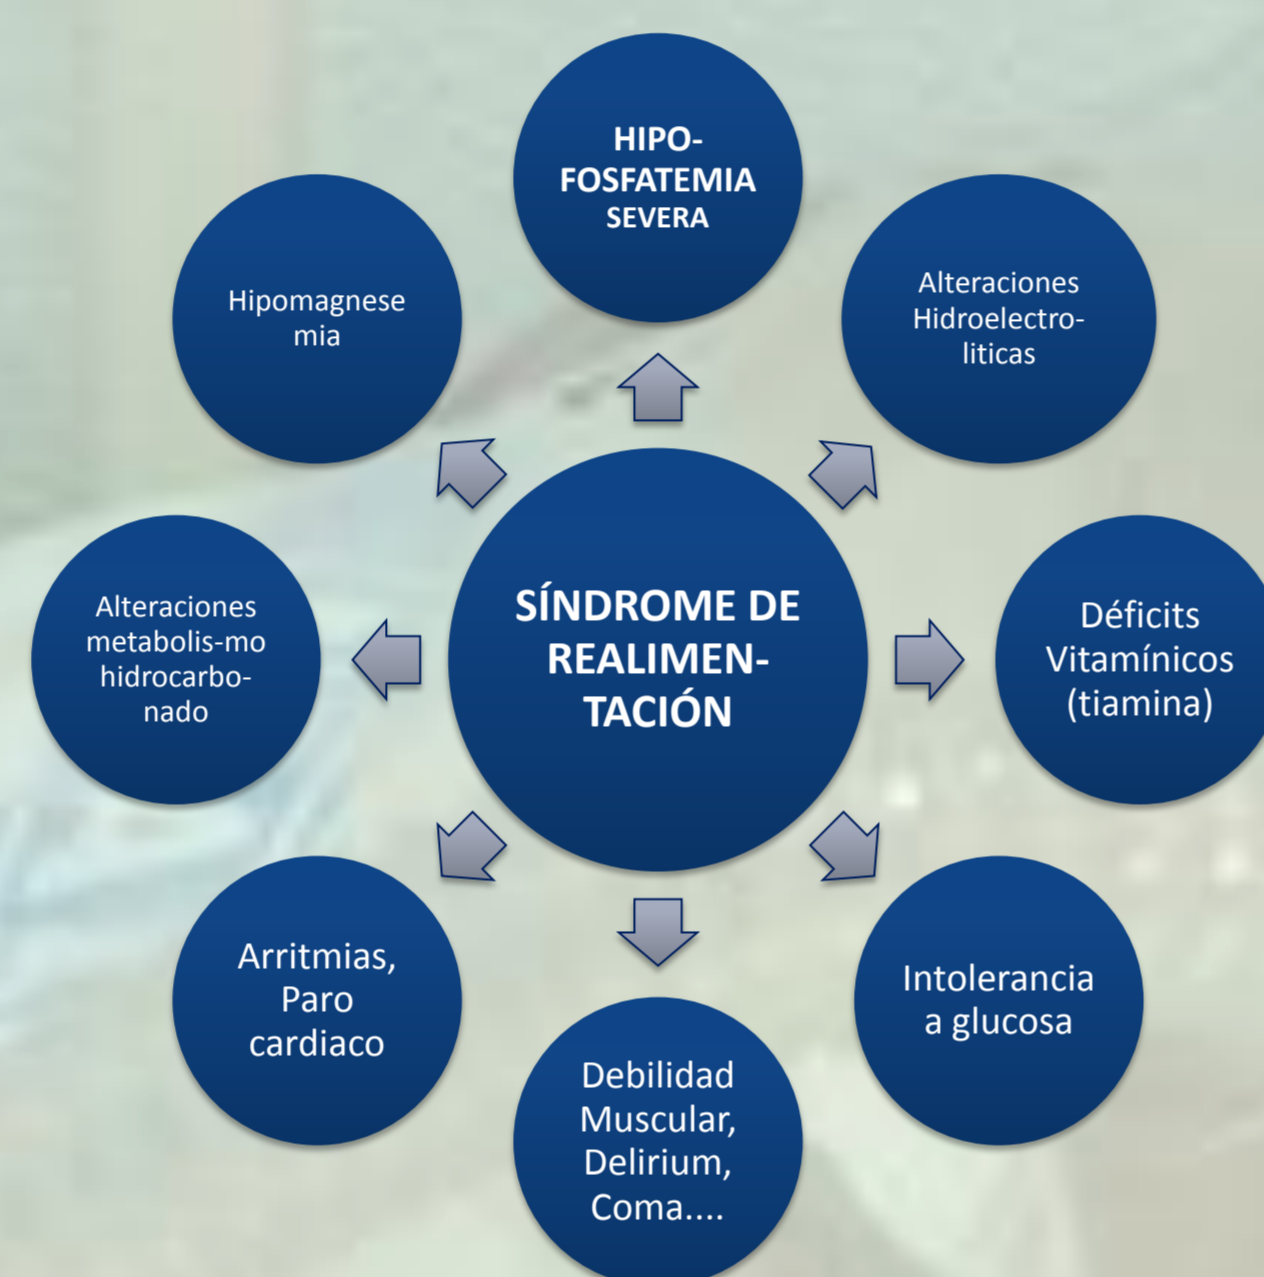 HIPO-
FOSFATEMIA
SEVERA
Alteraciones
Hidroelectro-
liticas
Déficits
Vitamínicos
(tiamina)
Intolerancia
a glucosa
Debilidad
Muscular,
Delirium,
Coma....
Arritmias,
Paro
cardiaco
Alteraciones
metabolis-mo
hidrocarbo-
nado
Hipomagnese
mia
SÍNDROME DE
REALIMEN-
TACIÓN